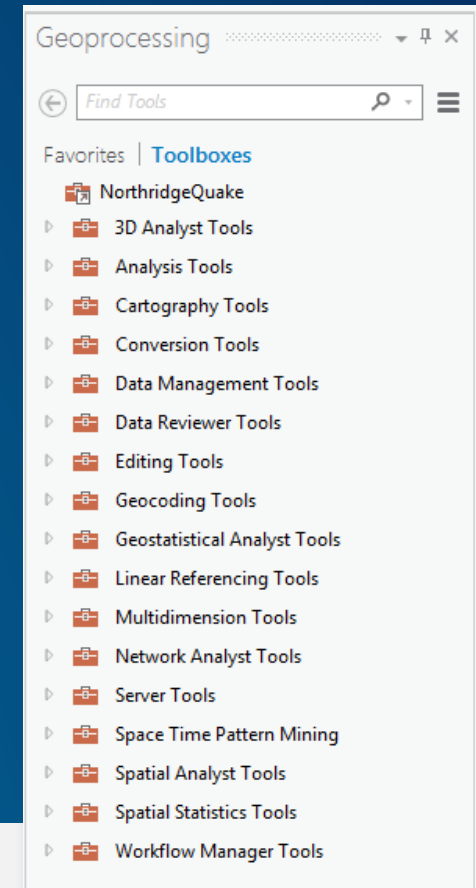 Geoprocessing
Find Tools
Favorites | Toolboxes
NorthridgeQuake
3D Analyst Tools
Analysis Tools
Cartography Tools
Conversion Tools
Data Management Tools
Data Reviewer Tools
Editing Tools
Geocoding Tools
Geostatistical Analyst Tools
Linear Referencing Tools
Multidimension Tools
Network Analyst Tools
Server Tools
Space Time Pattern Mining
Spatial Analyst Tools
Spatial Statistics Tools
Workflow Manager Tools